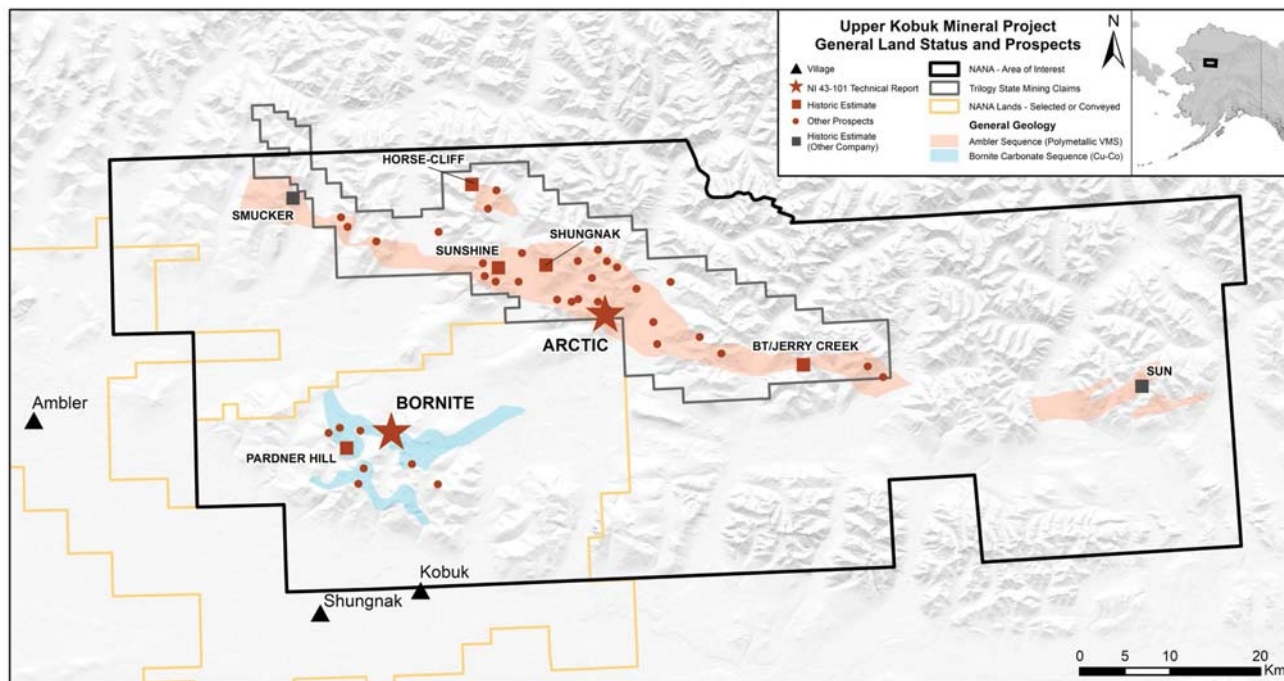 Upper Kobuk Mineral Project
General Land Status and Prospects
N
Village
NI 43-101 Technical Report
Historic Estimate
Other Prospects
Historic Estimate
(Other Company)
NANA - Area of Interest
Trilogy State Mining Claims
NANA Lands - Selected or Conveyed
General Geology
Ambler Sequence (Polymetallic VMS)
Bornite Carbonate Sequence (Cu-Co)
HORSE-CLIFF
SMUCKER
SUNSHINE
SHUNGNAK
ARCTIC
BT/JERRY CREEK
SUN
Ambler
BORNITE
PARDNER HILL
Kobuk
Shungnak
0 5 10 20
Km